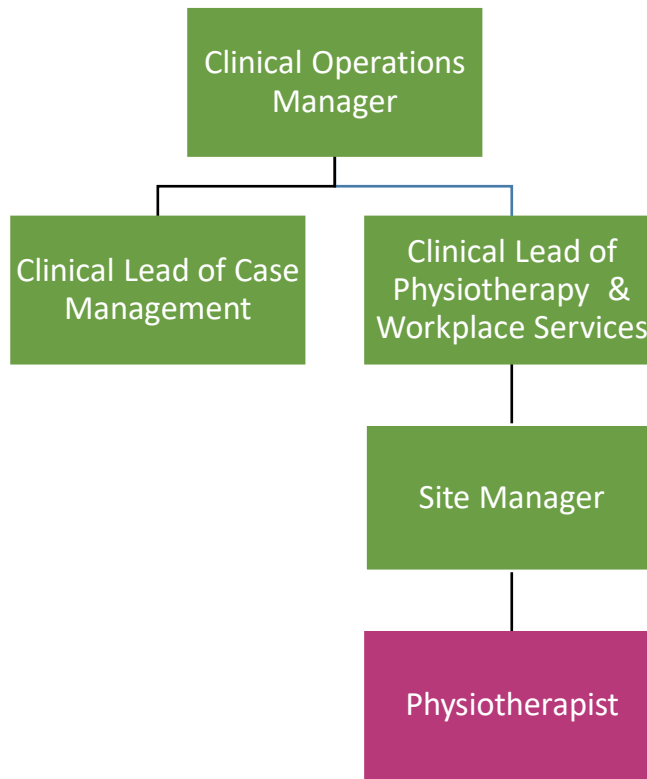 Clinical Operations
Manager
Clinical Lead of Case
Management
Clinical Lead of
Physiotherapy &
Workplace Services
Site Manager
Physiotherapist